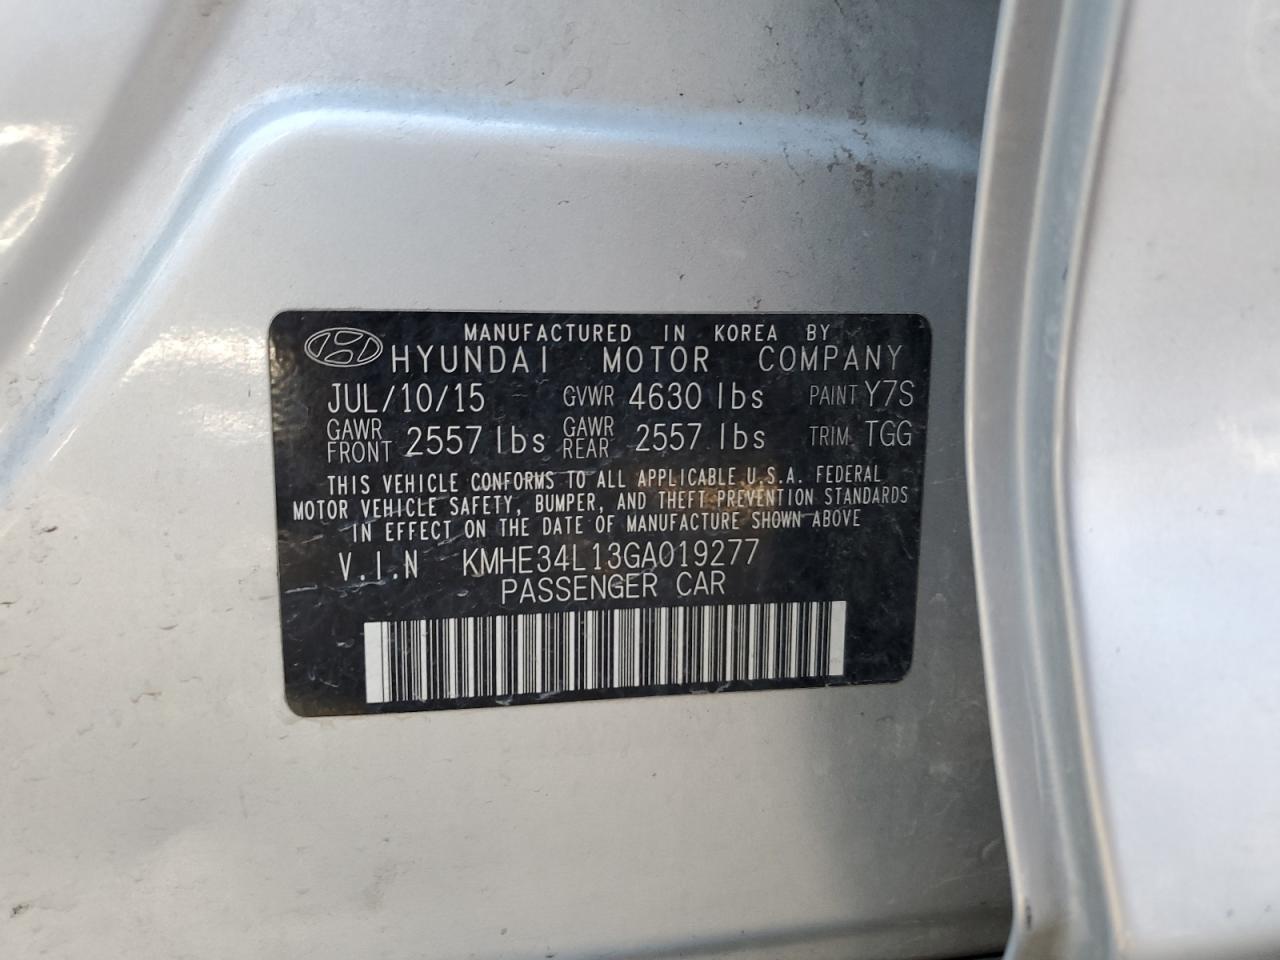 MANUFACTURED IN KOREA BY
HYUNDAI MOTOR COMPANY
JUL/10/15 GVWR 4630 lbs PAINT Y7S
GAWR FRONT 2557 lbs GAWR REAR 2557 lbs TRIM TGG
THIS VEHICLE CONFORMS TO ALL APPLICABLE U.S.A. FEDERAL
MOTOR VEHICLE SAFETY, BUMPER, AND THEFT PREVENTION STANDARDS
IN EFFECT ON THE DATE OF MANUFACTURE SHOWN ABOVE
V.I.N KMHE34L13GA019277
PASSENGER CAR